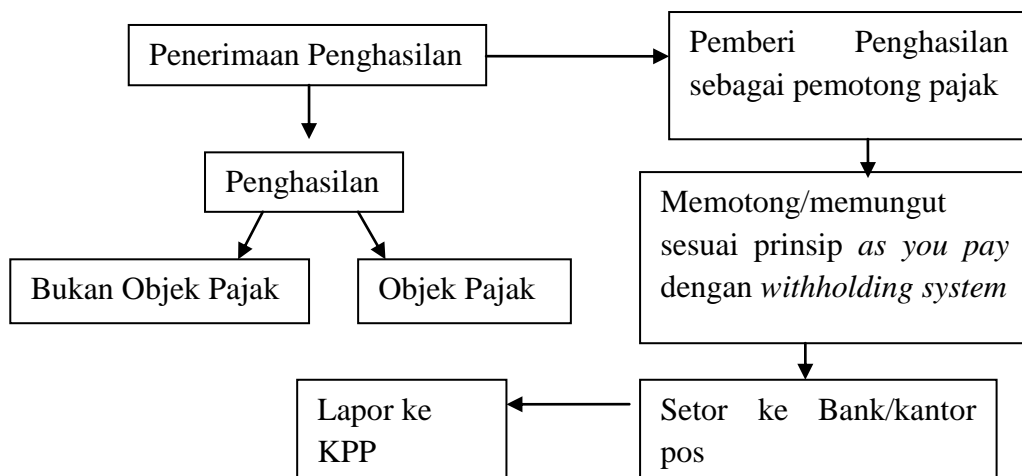 Penerimaan Penghasilan
Pemberi Penghasilan
sebagai pemotong pajak
Penghasilan
Memotong/memungut
sesuai prinsip as you pay
dengan withholding system
Bukan Objek Pajak
Objek Pajak
Lapor ke
KPP
Setor ke Bank/kantor
pos